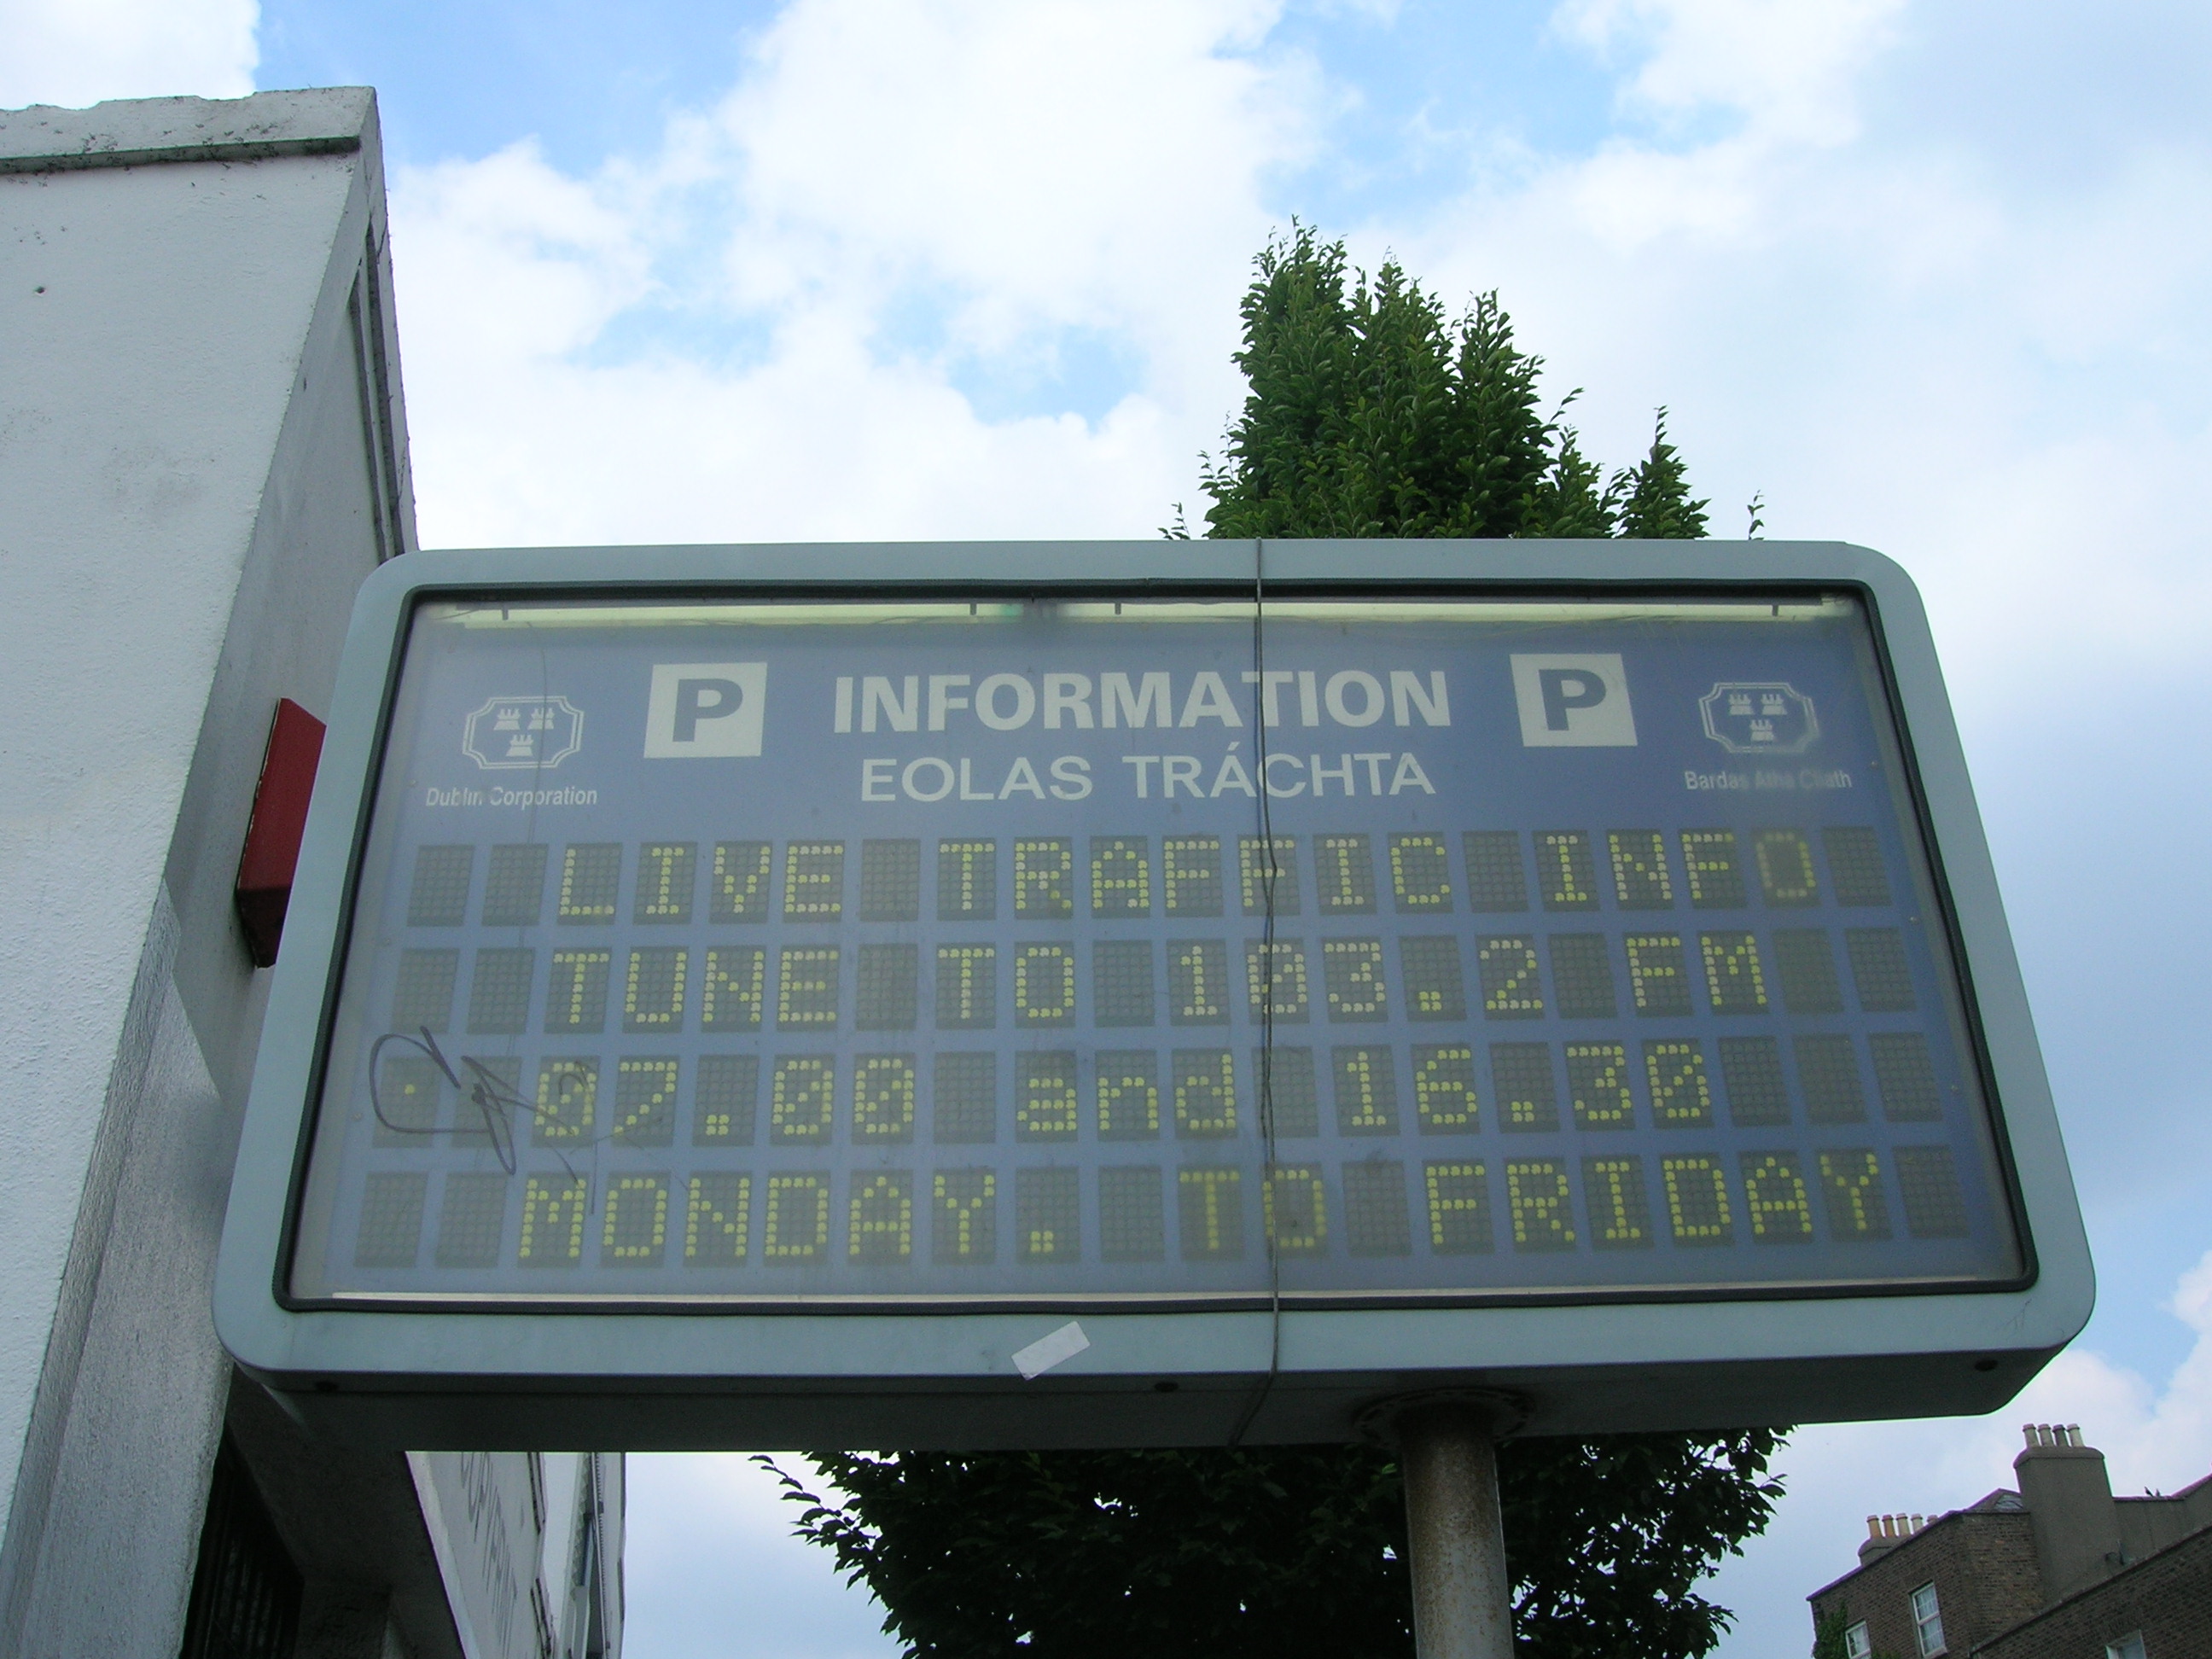 P INFORMATION P
EOLAS TRÁCHTA
Dublin Corporation
Bardas Atha Cliath
LIVE TRAFFIC INFO
TUNE TO 103.2 FM
07.00 and 16.30
MONDAY. TO FRIDAY